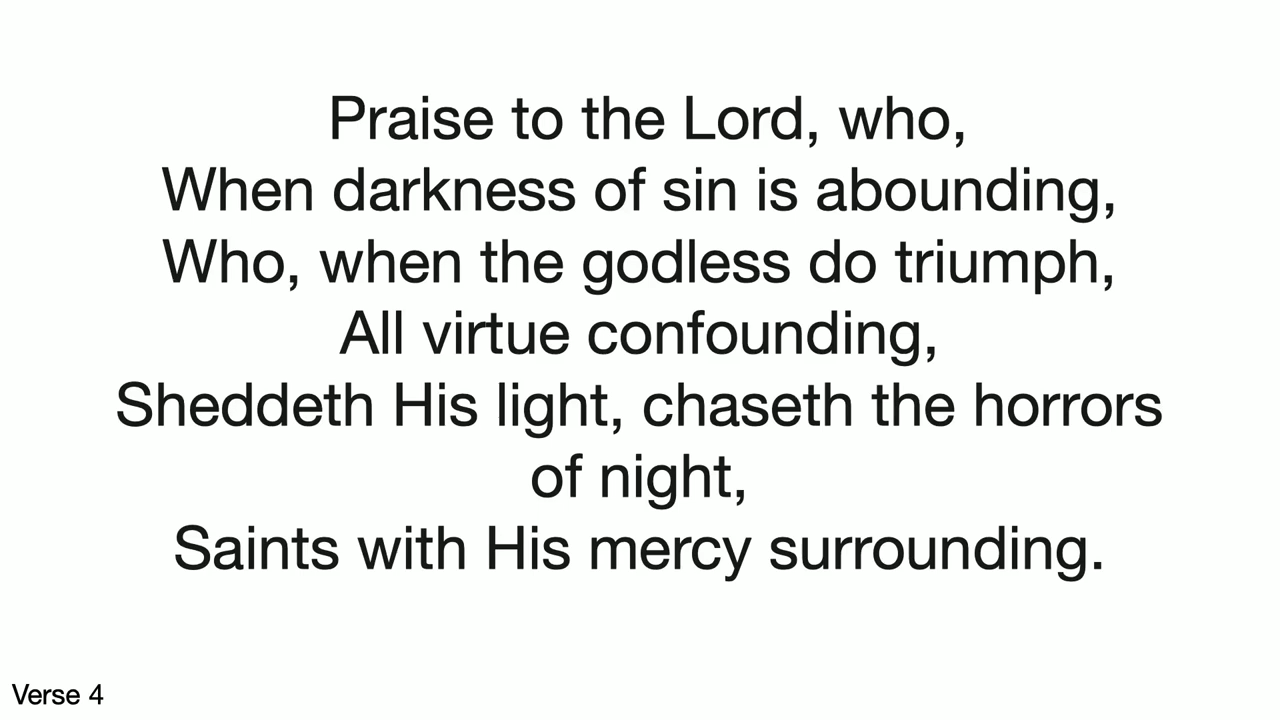 Praise to the Lord, who,
When darkness of sin is abounding,
Who, when the godless do triumph,
All virtue confounding,
Sheddeth His light, chaseth the horrors
of night,
Saints with His mercy surrounding.
Verse 4